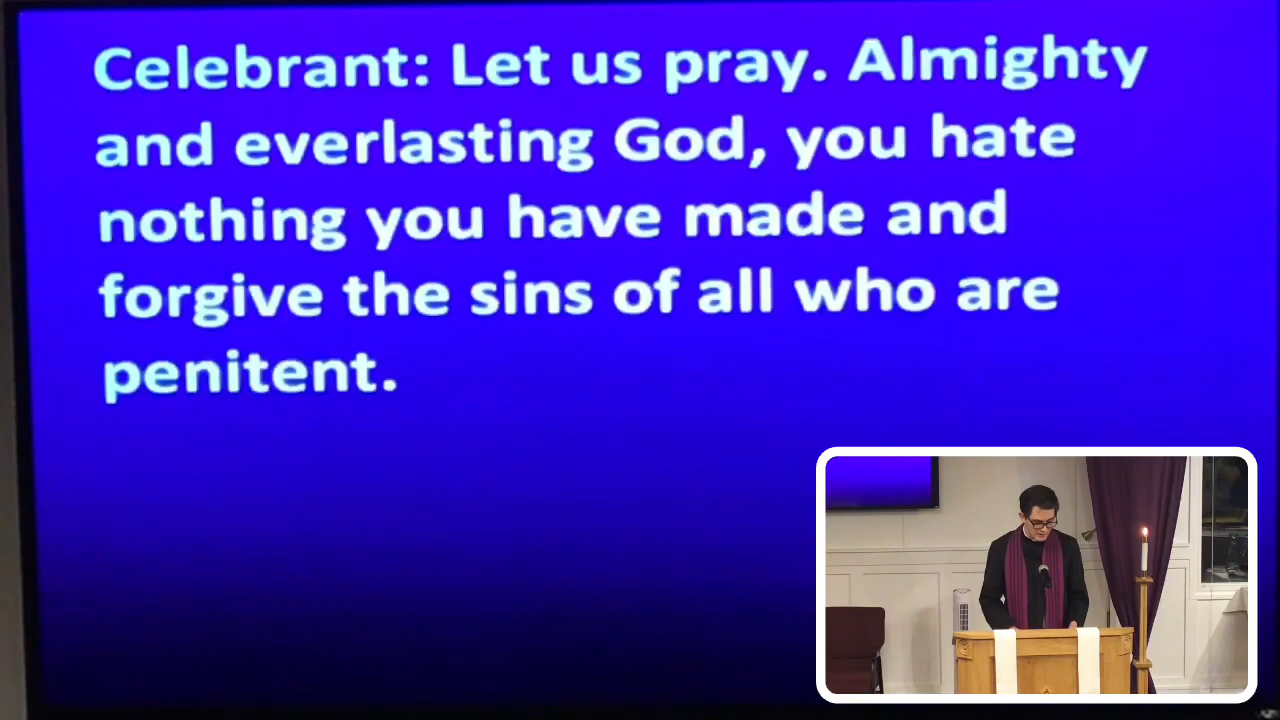 Celebrant: Let us pray. Almighty
and everlasting God, you hate
nothing you have made and
forgive the sins of all who are
penitent.